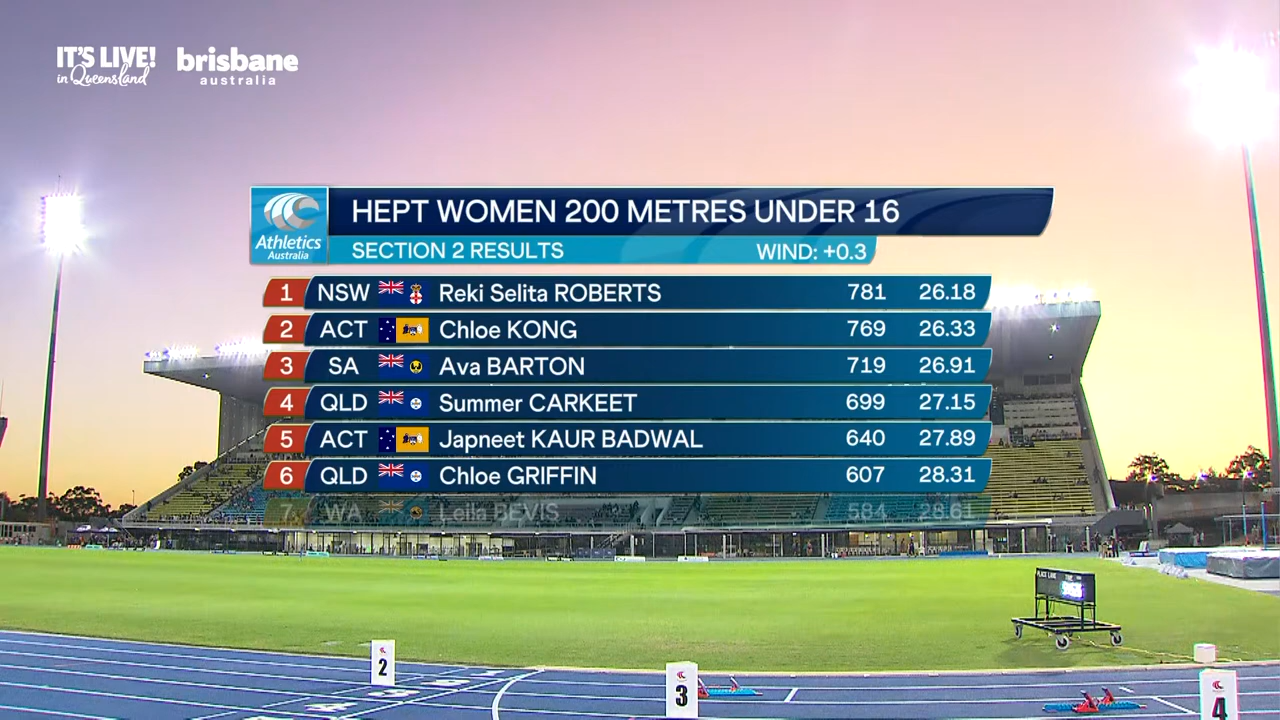 IT'S LIVE!
in Queensland
brisbane
australia
Athletics
Australia
HEPT WOMEN 200 METRES UNDER 16
SECTION 2 RESULTS WIND: +0.3
1 NSW Reki Selita ROBERTS 781 26.18
2 ACT Chloe KONG 769 26.33
3 SA Ava BARTON 719 26.91
4 QLD Summer CARKEET 699 27.15
5 ACT Japneet KAUR BADWAL 640 27.89
6 QLD Chloe GRIFFIN 607 28.31
7 WA Leila BEVIS 584 28.61
PLACE LANE
2
3
4